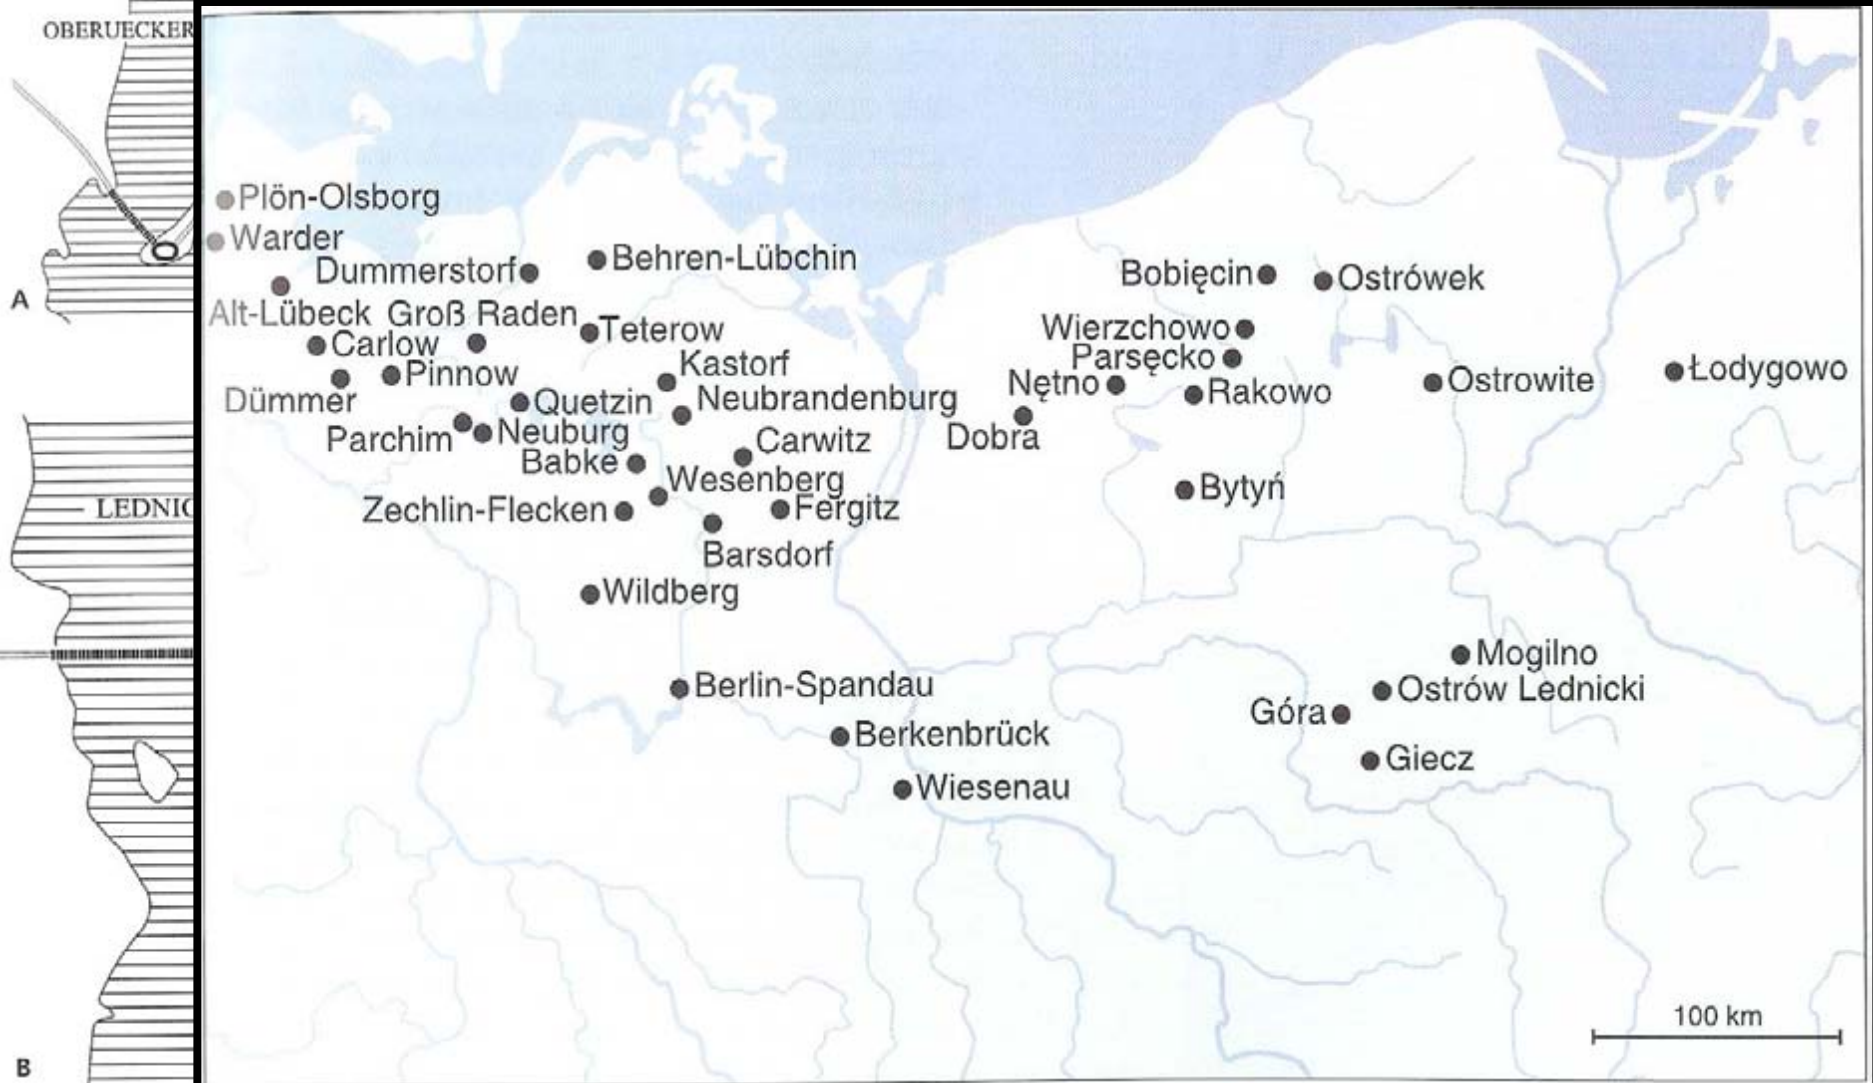 OBERUECKER
A
LEDNIC
B
Plön-Olsborg
Warder
Dummerstorf
Behren-Lübchin
Alt-Lübeck
Groß Raden
Teterow
Carlow
Kastorf
Pinnow
Dümmer
Quetzin
Neubrandenburg
Parchim
Neuburg
Carwitz
Babke
Wesenberg
Zechlin-Flecken
Fergitz
Barsdorf
Wildberg
Berlin-Spandau
Berkenbrück
Wiesenau
Bobięcin
Ostrówek
Wierzchowo
Parsęcko
Nętno
Rakowo
Ostrowite
Łodygowo
Dobra
Bytyń
Mogilno
Ostrów Lednicki
Góra
Giecz
100 km